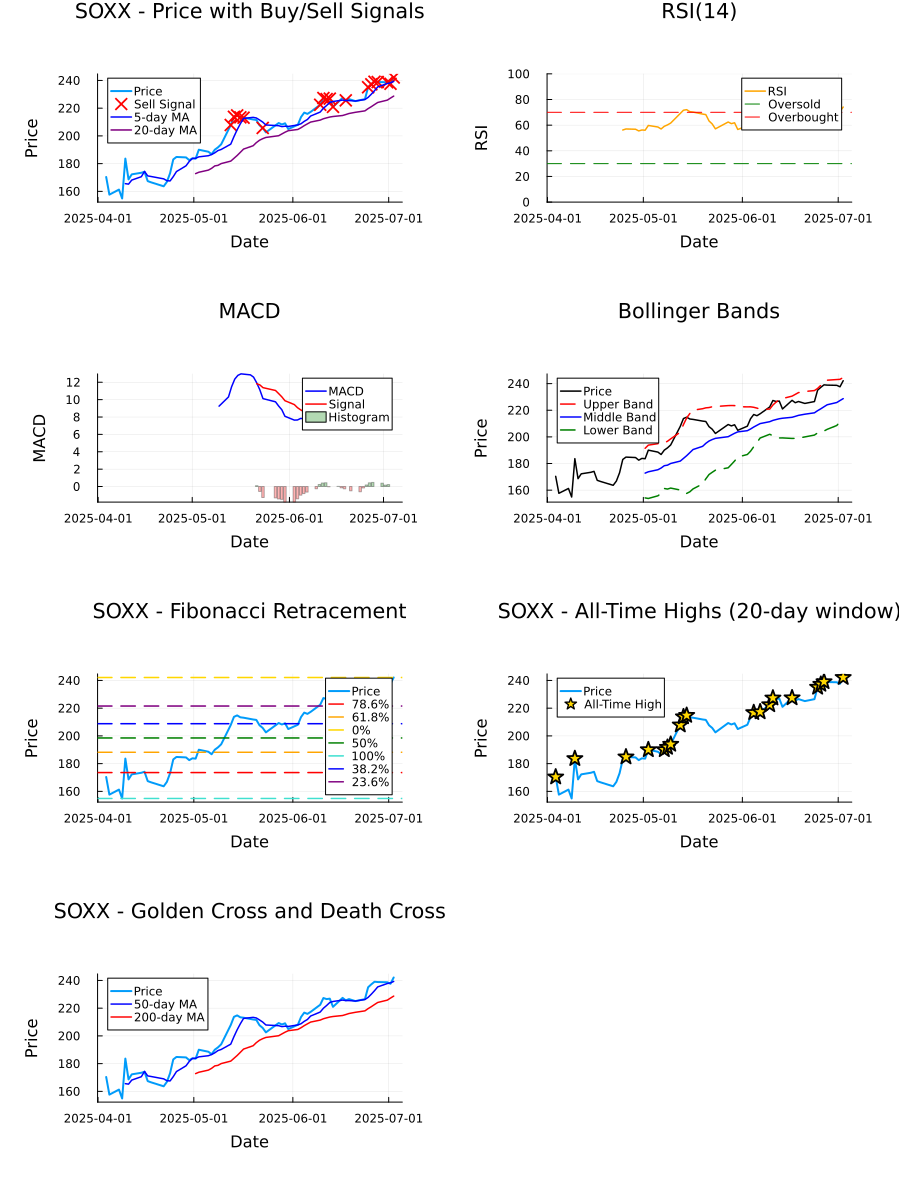 SOXX - Price with Buy/Sell Signals
Price
240
220
200
180
160
Price
Sell Signal
5-day MA
20-day MA
2025-04-01 2025-05-01 2025-06-01 2025-07-01
Date
RSI(14)
RSI
100
80
60
40
20
0
RSI
Oversold
Overbought
2025-04-01 2025-05-01 2025-06-01 2025-07-01
Date
MACD
MACD
12
10
8
6
4
2
0
MACD
Signal
Histogram
2025-04-01 2025-05-01 2025-06-01 2025-07-01
Date
Bollinger Bands
Price
240
220
200
180
160
Price
Upper Band
Middle Band
Lower Band
2025-04-01 2025-05-01 2025-06-01 2025-07-01
Date
SOXX - Fibonacci Retracement
Price
240
220
200
180
160
Price
78.6%
61.8%
0%
50%
100%
38.2%
23.6%
2025-04-01 2025-05-01 2025-06-01 2025-07-01
Date
SOXX - All-Time Highs (20-day window)
Price
240
220
200
180
160
Price
All-Time High
2025-04-01 2025-05-01 2025-06-01 2025-07-01
Date
SOXX - Golden Cross and Death Cross
Price
240
220
200
180
160
Price
50-day MA
200-day MA
2025-04-01 2025-05-01 2025-06-01 2025-07-01
Date